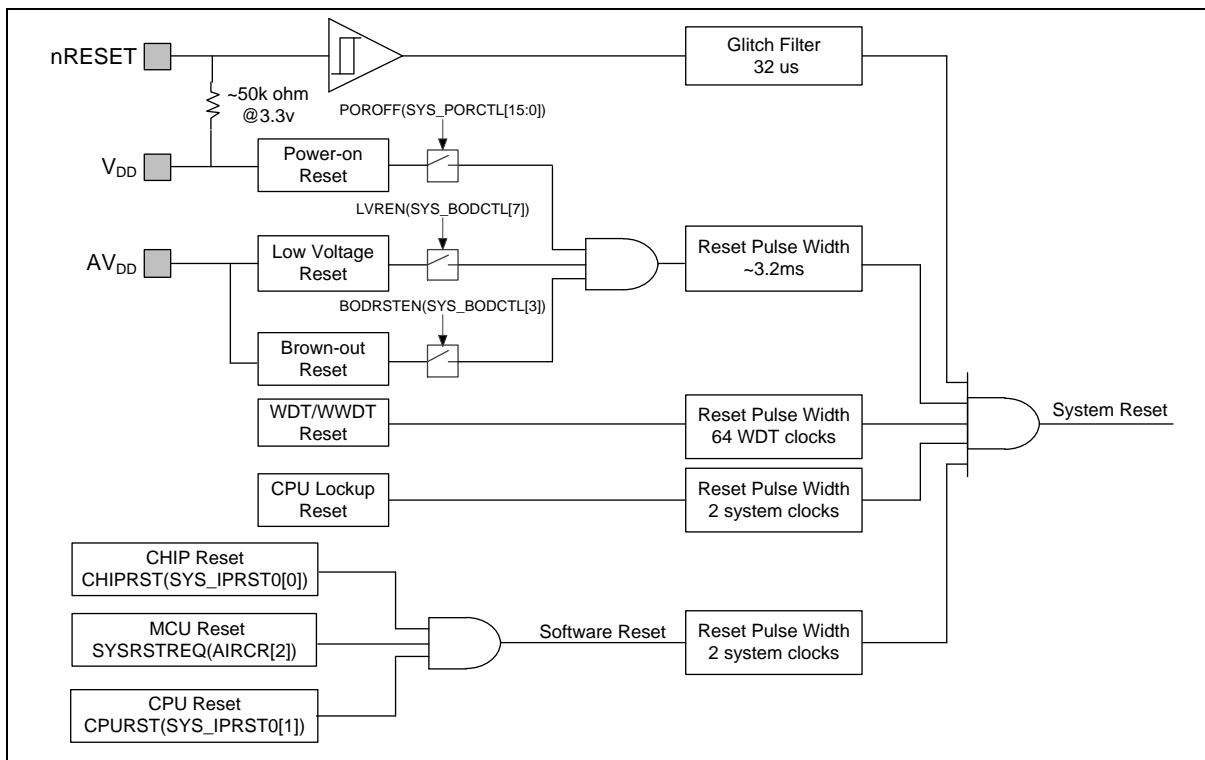 nRESET
Glitch Filter
32 us
~50k ohm
@3.3v
POROFF(SYS_PORCTL[15:0])
VDD
Power-on
Reset
LVREN(SYS_BODCTL[7])
AVDD
Low Voltage
Reset
Reset Pulse Width
~3.2ms
BODRSTEN(SYS_BODCTL[3])
Brown-out
Reset
WDT/WWDT
Reset
Reset Pulse Width
64 WDT clocks
System Reset
CPU Lockup
Reset
Reset Pulse Width
2 system clocks
CHIP Reset
CHIPRST(SYS_IPRST0[0])
MCU Reset
SYSRSTREQ(AIRCR[2])
Software Reset
Reset Pulse Width
2 system clocks
CPU Reset
CPURST(SYS_IPRST0[1])